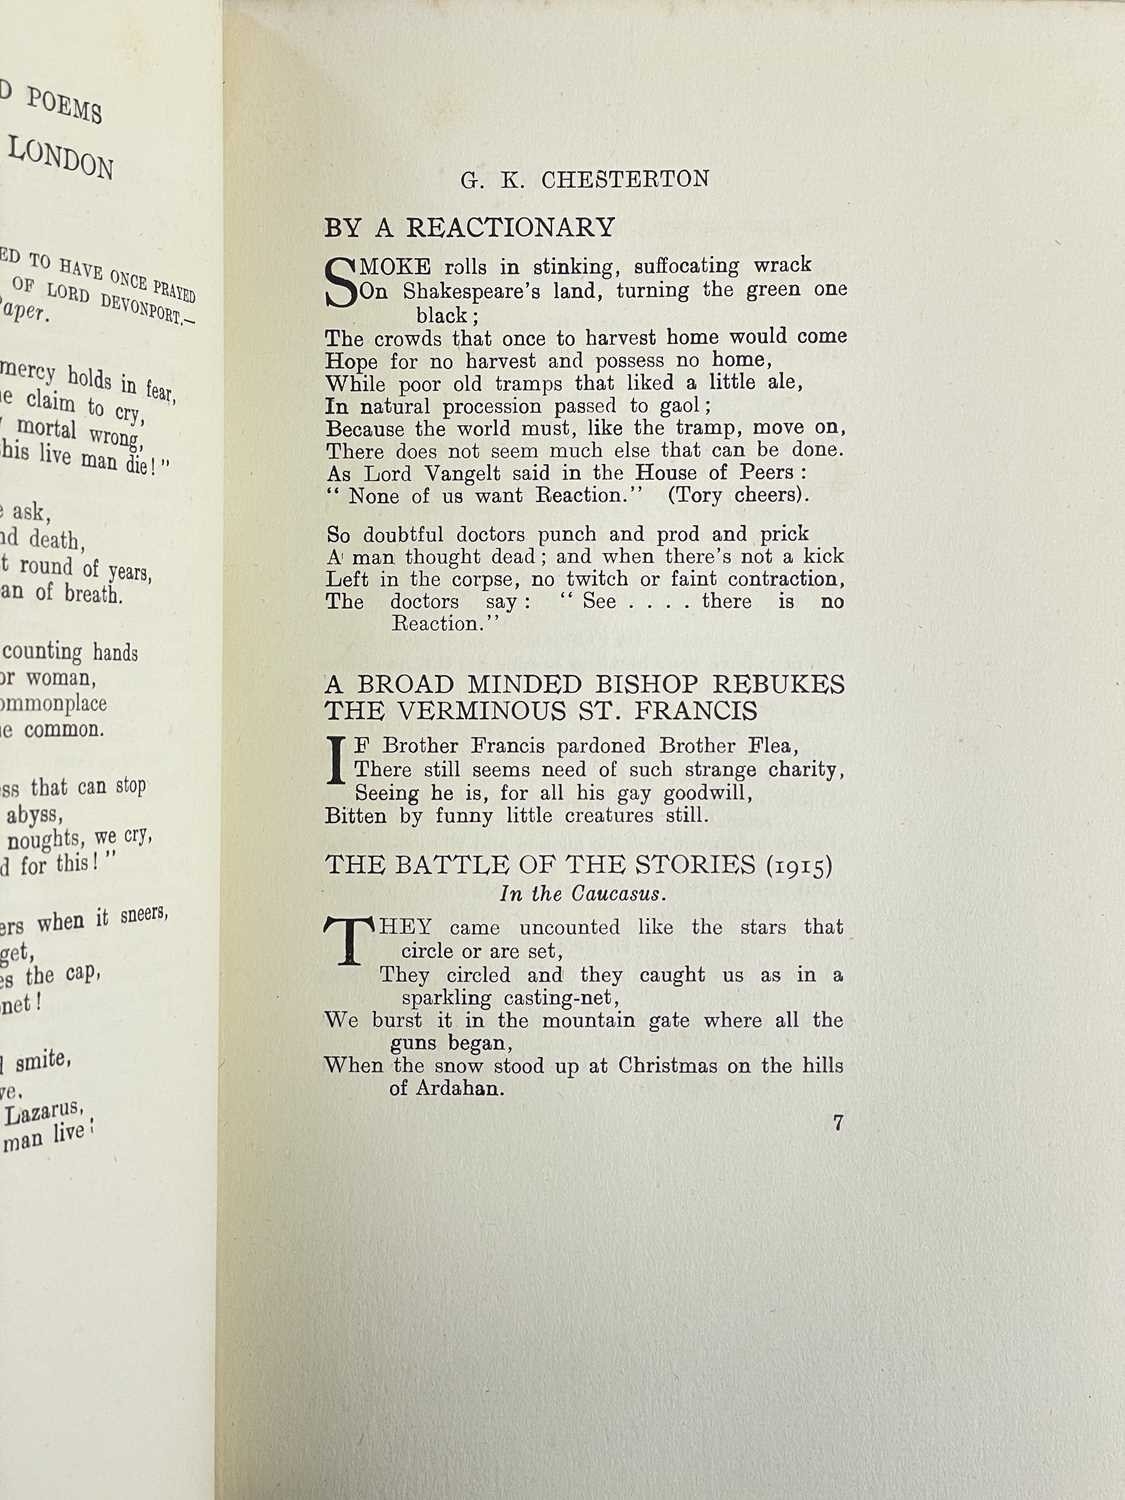 D POEMS
LONDON
ED TO HAVE ONCE PRAYED
OF LORD DEVONPORT.—
Paper.
mercy holds in fear,
claim to cry,
mortal wrong,
this live man die!"
ask,
nd death,
round of years,
an of breath.
counting hands
or woman,
commonplace
common.
ss that can stop
abyss,
noughts, we cry,
d for this!"
ers when it sneers,
get,
es the cap,
net!
smite,
ve.
Lazarus,
man live!
G. K. CHESTERTON
BY A REACTIONARY
SMOKE rolls in stinking, suffocating wrack
On Shakespeare's land, turning the green one
black;
The crowds that once to harvest home would come
Hope for no harvest and possess no home,
While poor old tramps that liked a little ale,
In natural procession passed to gaol;
Because the world must, like the tramp, move on,
There does not seem much else that can be done.
As Lord Vangelt said in the House of Peers:
"None of us want Reaction." (Tory cheers).
So doubtful doctors punch and prod and prick
A man thought dead; and when there's not a kick
Left in the corpse, no twitch or faint contraction,
The doctors say: "See .... there is no
Reaction."
A BROAD MINDED BISHOP REBUKES
THE VERMINOUS ST. FRANCIS
IF Brother Francis pardoned Brother Flea,
There still seems need of such strange charity,
Seeing he is, for all his gay goodwill,
Bitten by funny little creatures still.
THE BATTLE OF THE STORIES (1915)
In the Caucasus.
THEY came uncounted like the stars that
circle or are set,
They circled and they caught us as in a
sparkling casting-net,
We burst it in the mountain gate where all the
guns began,
When the snow stood up at Christmas on the hills
of Ardahan.
7